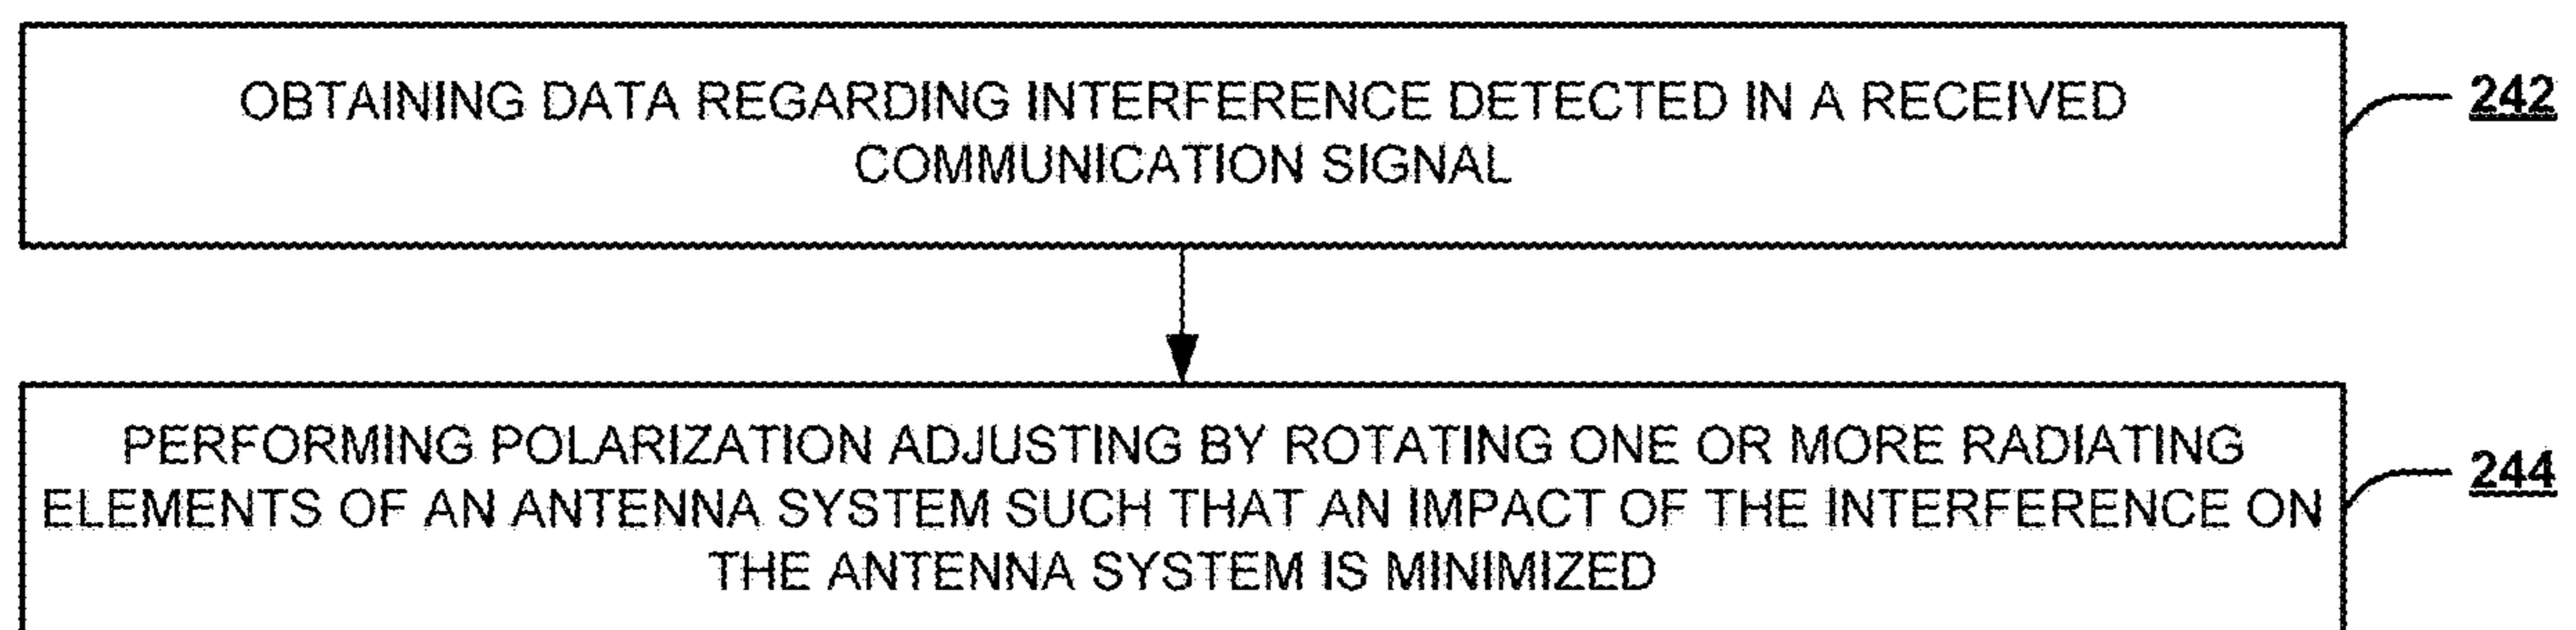 OBTAINING DATA REGARDING INTERFERENCE DETECTED IN A RECEIVED
COMMUNICATION SIGNAL
242
PERFORMING POLARIZATION ADJUSTING BY ROTATING ONE OR MORE RADIATING
ELEMENTS OF AN ANTENNA SYSTEM SUCH THAT AN IMPACT OF THE INTERFERENCE ON
THE ANTENNA SYSTEM IS MINIMIZED
244